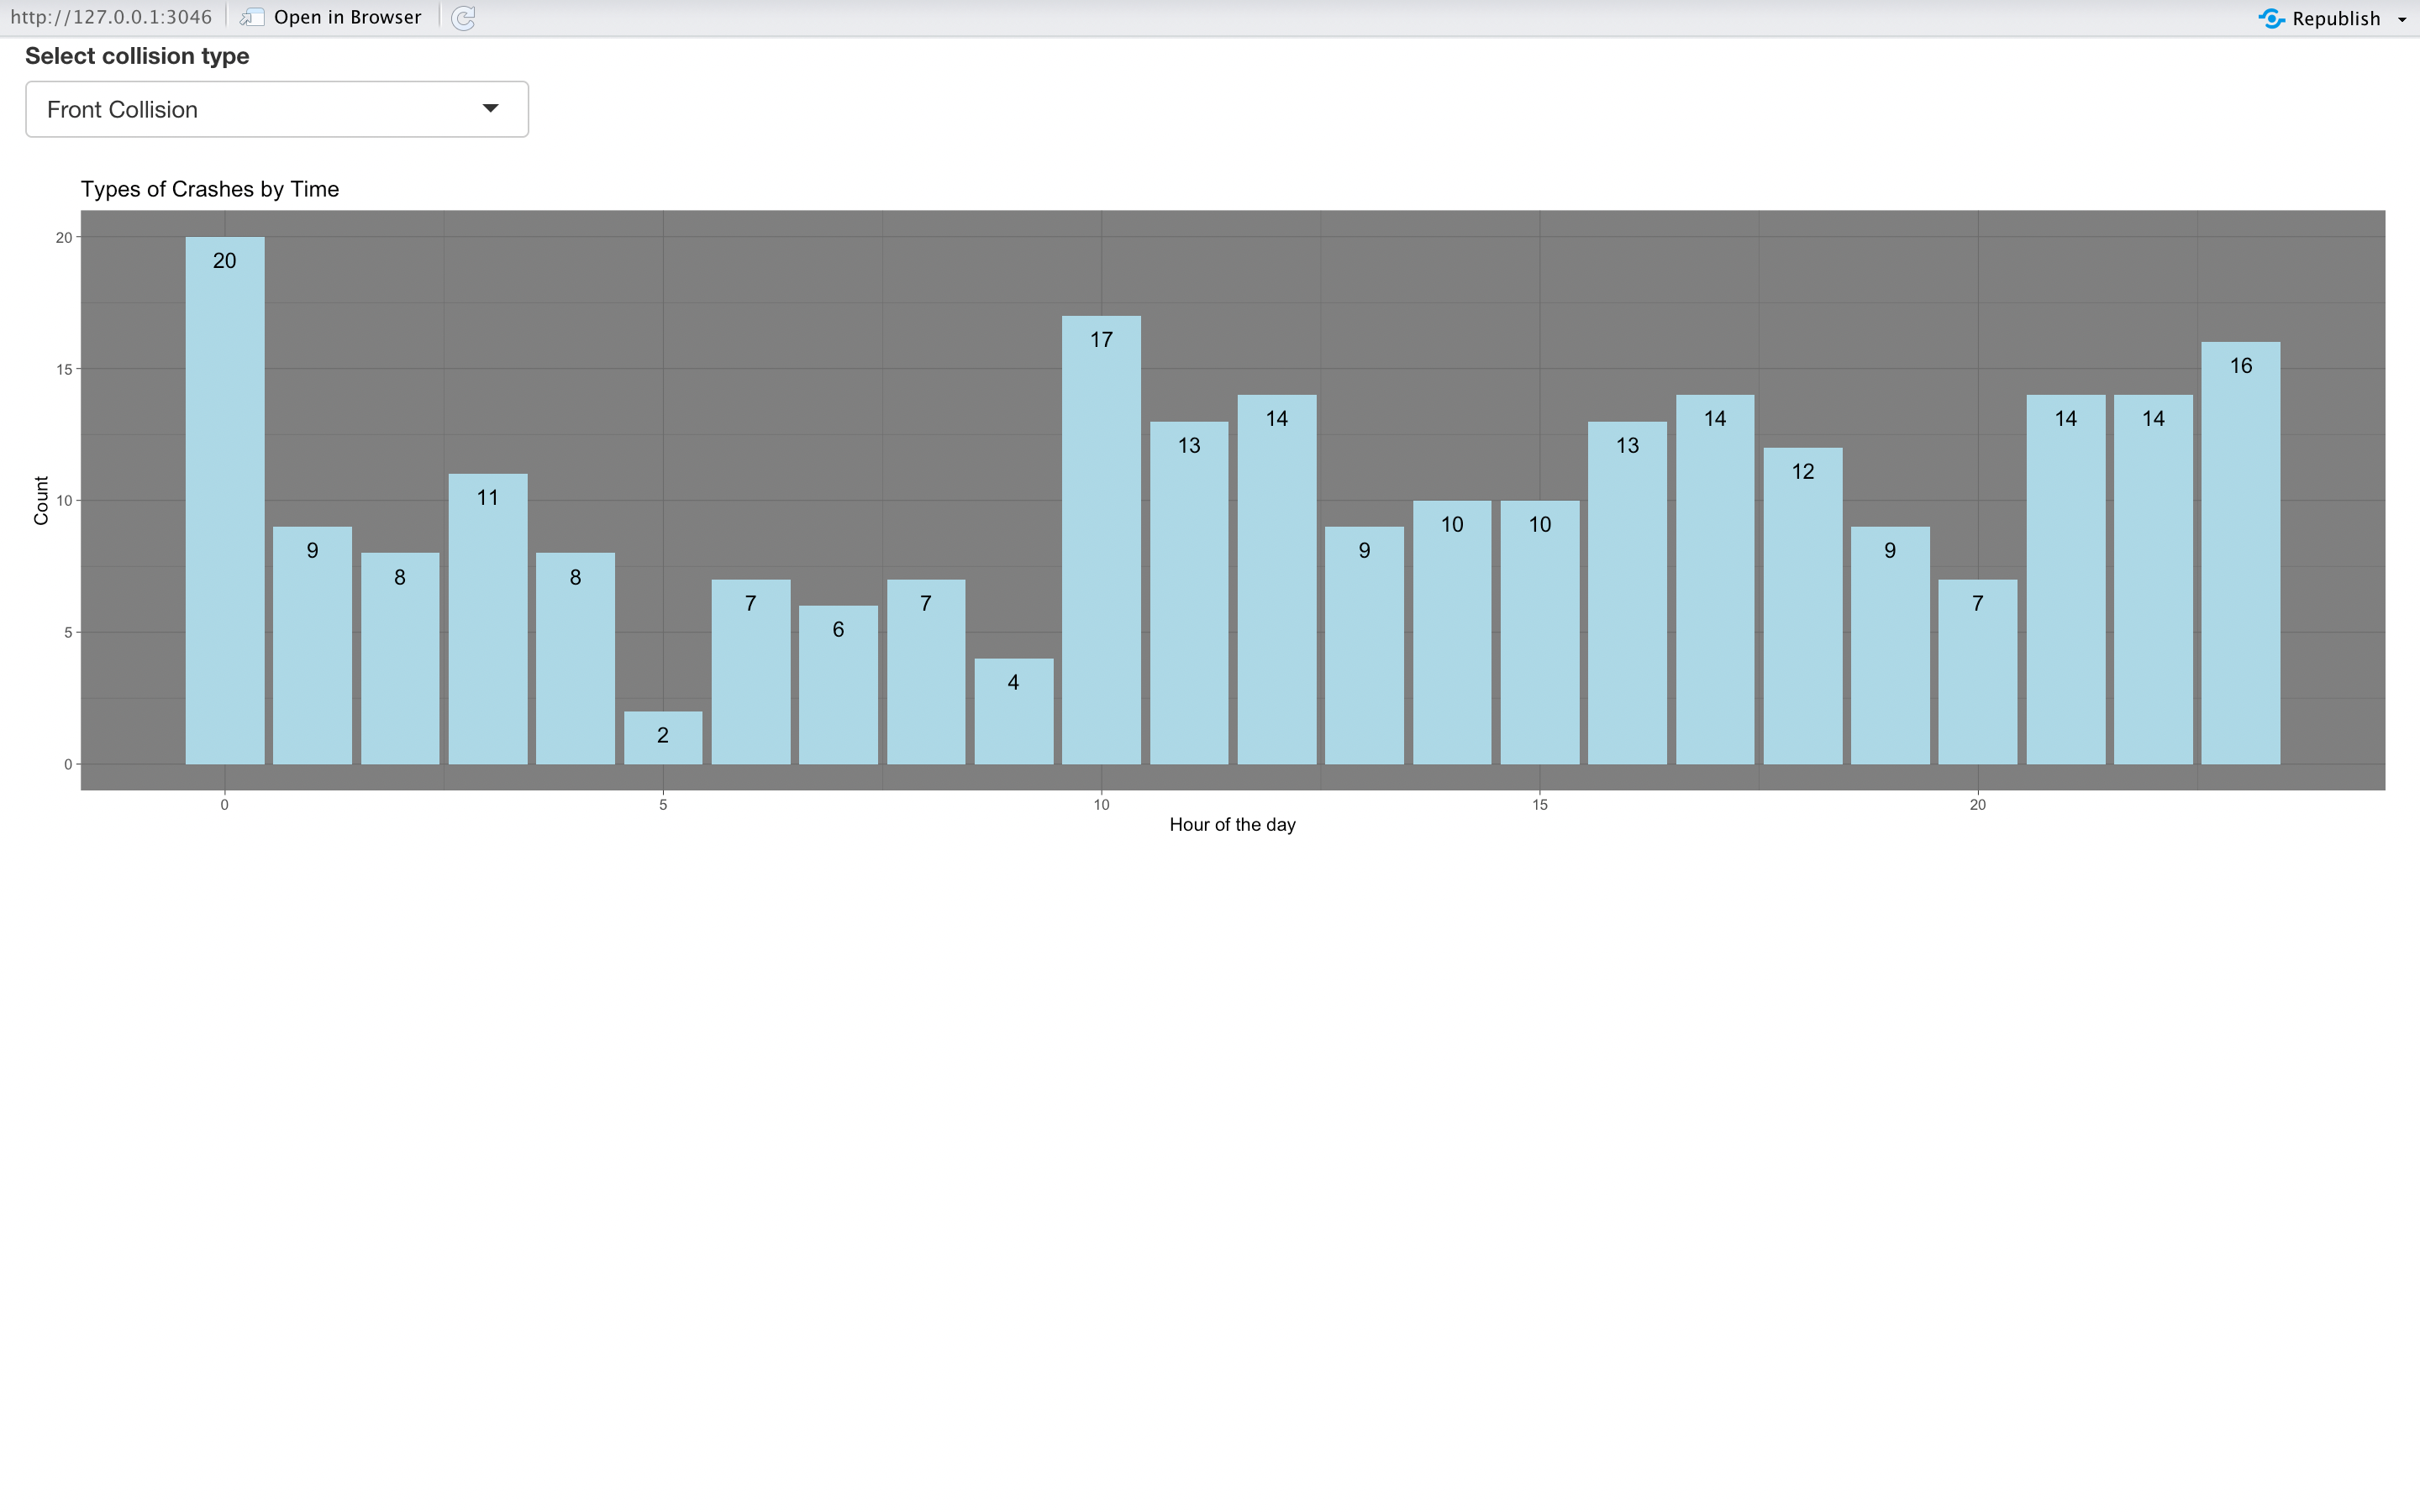 http://127.0.0.1:3046 Open in Browser Republish
Select collision type
Front Collision
Types of Crashes by Time
20
15
10
5
0
Count
20 9 8 11 8 2 7 6 7 4 17 13 14 9 10 10 13 14 12 9 7 14 14 16
0 5 10 15 20
Hour of the day